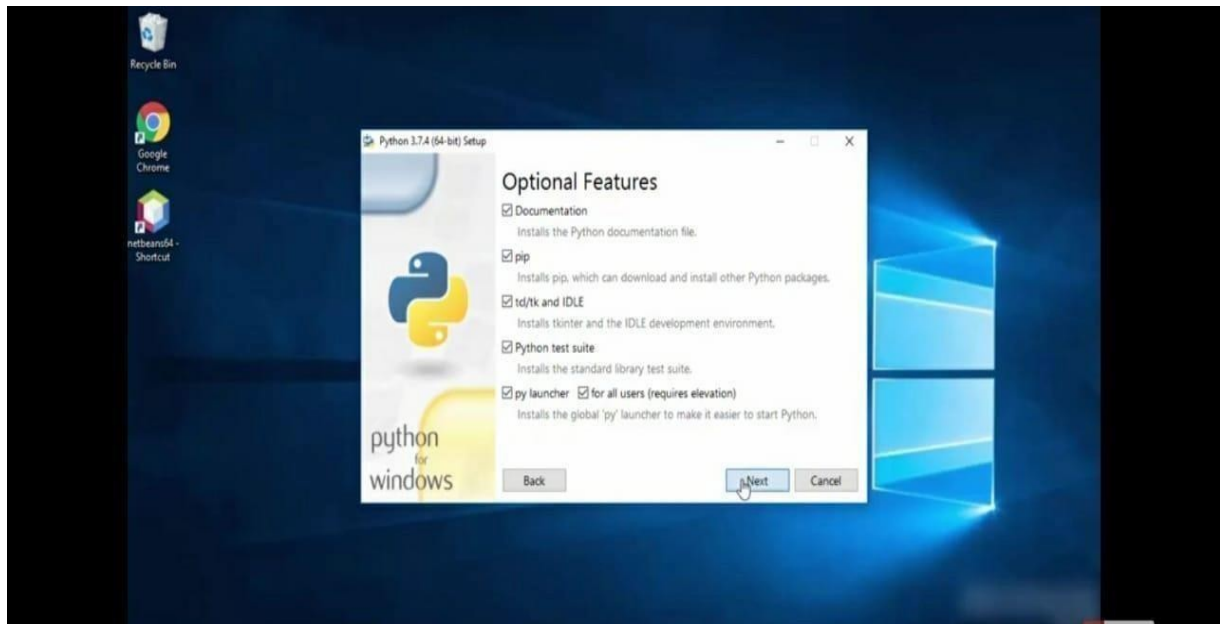 Recycle Bin
Google
Chrome
netbeans64 -
Shortcut
Python 3.7.4 (64-bit) Setup
Optional Features
Documentation
Installs the Python documentation file.
pip
Installs pip, which can download and install other Python packages.
tcl/tk and IDLE
Installs tkinter and the IDLE development environment.
Python test suite
Installs the standard library test suite.
py launcher for all users (requires elevation)
Installs the global 'py' launcher to make it easier to start Python.
python
for
windows
Back Next Cancel